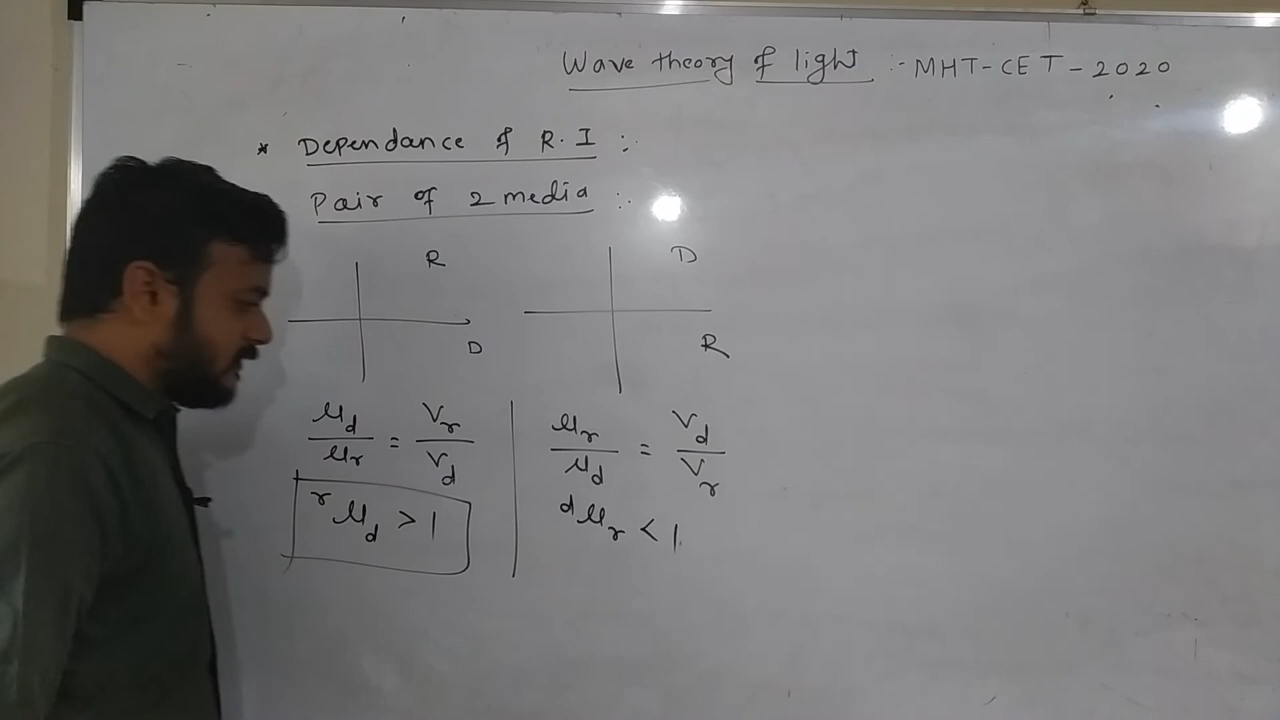 Wave theory of light :- MHT-CET-2020
* Dependance of R.I :-
Pair of 2 media :-
R
D
μd/μr = Vr/Vd
rμd > 1
D
R
μr/μd = Vd/Vr
dμr < 1